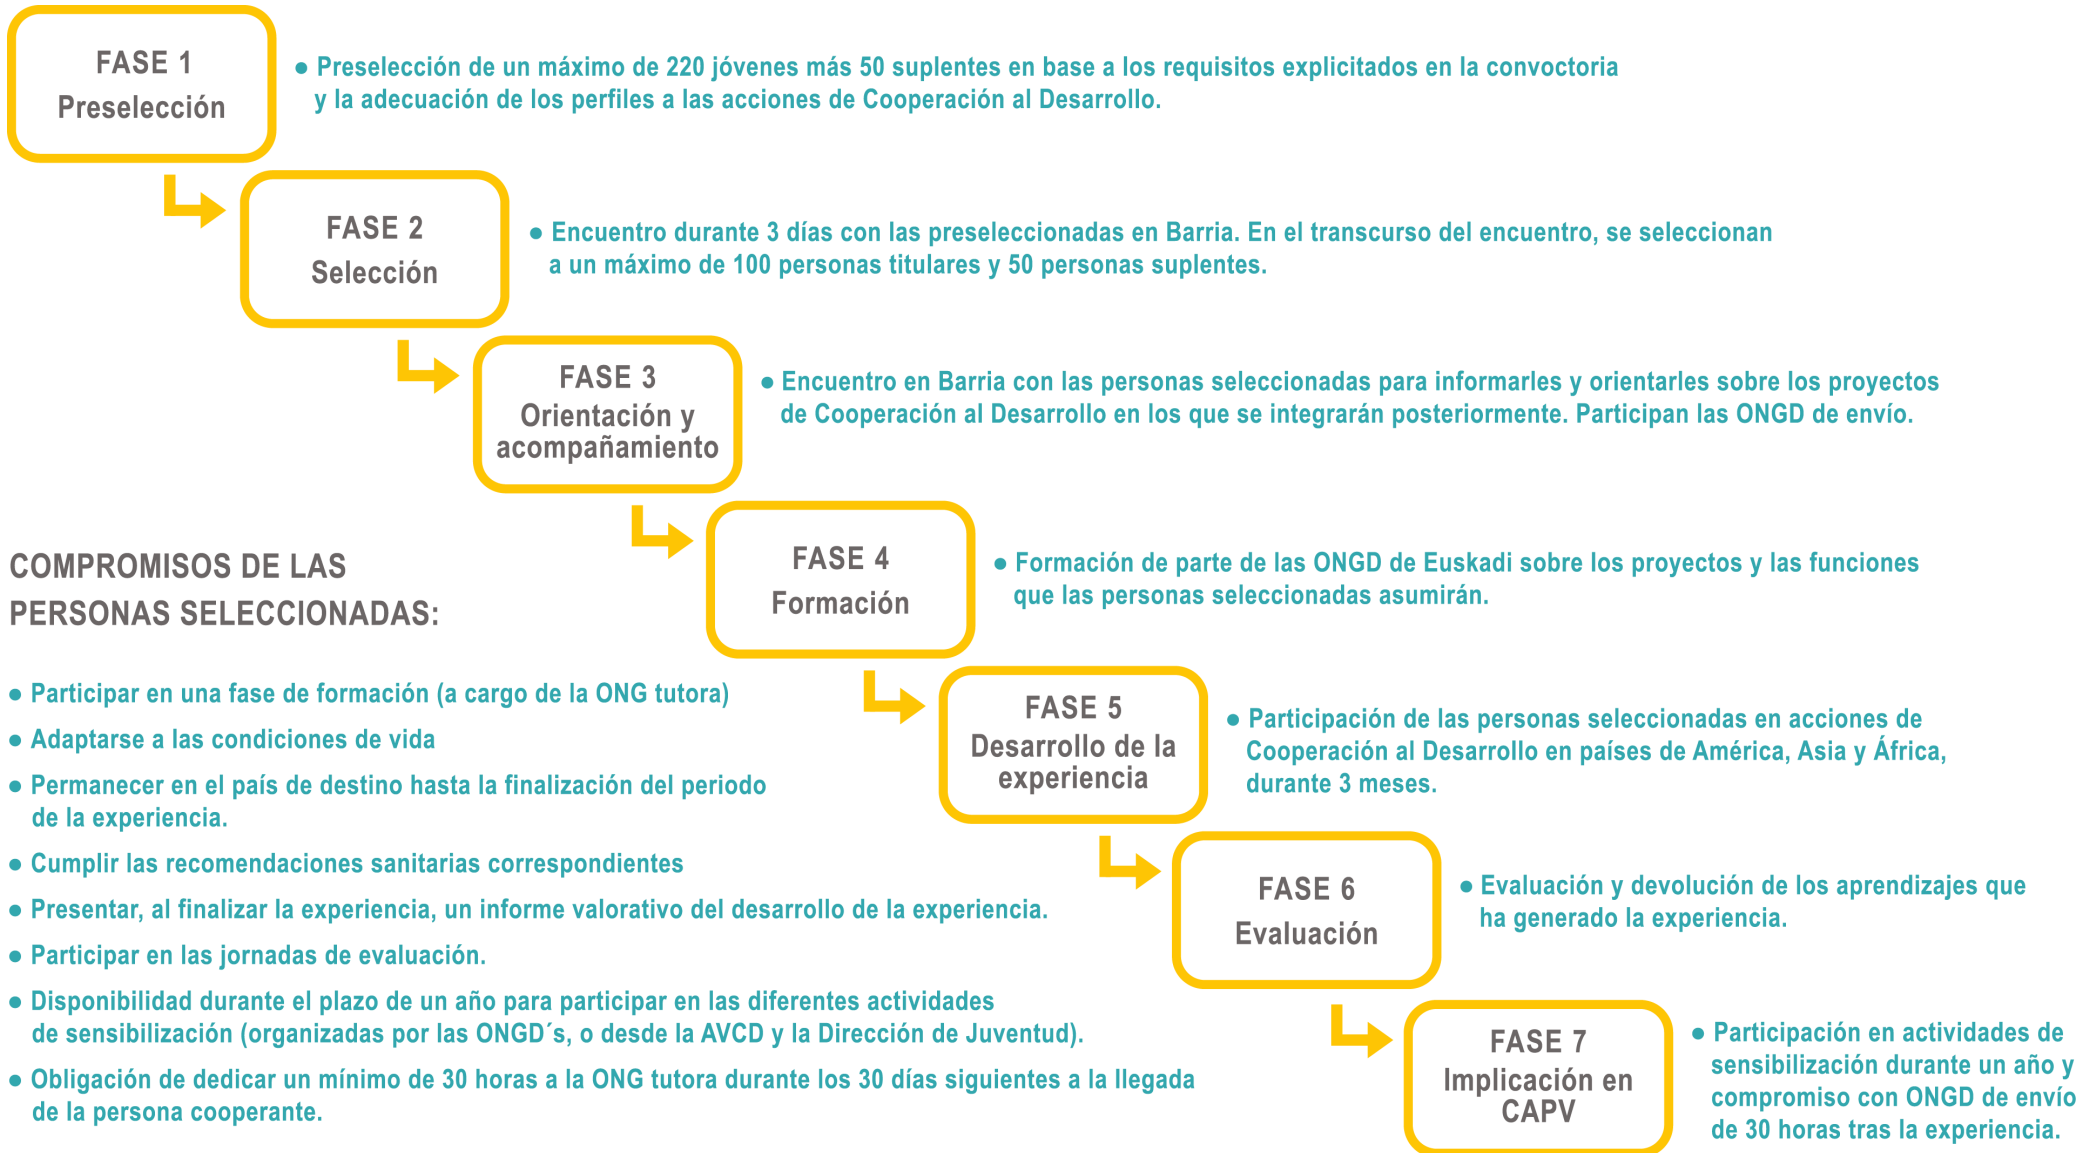 FASE 1
Preselección
● Preselección de un máximo de 220 jóvenes más 50 suplentes en base a los requisitos explicitados en la convoctoria
y la adecuación de los perfiles a las acciones de Cooperación al Desarrollo.
FASE 2
Selección
● Encuentro durante 3 días con las preseleccionadas en Barria. En el transcurso del encuentro, se seleccionan
a un máximo de 100 personas titulares y 50 personas suplentes.
FASE 3
Orientación y
acompañamiento
● Encuentro en Barria con las personas seleccionadas para informarles y orientarles sobre los proyectos
de Cooperación al Desarrollo en los que se integrarán posteriormente. Participan las ONGD de envío.
FASE 4
Formación
● Formación de parte de las ONGD de Euskadi sobre los proyectos y las funciones
que las personas seleccionadas asumirán.
FASE 5
Desarrollo de la
experiencia
● Participación de las personas seleccionadas en acciones de
Cooperación al Desarrollo en países de América, Asia y África,
durante 3 meses.
FASE 6
Evaluación
● Evaluación y devolución de los aprendizajes que
ha generado la experiencia.
FASE 7
Implicación en
CAPV
● Participación en actividades de
sensibilización durante un año y
compromiso con ONGD de envío
de 30 horas tras la experiencia.
COMPROMISOS DE LAS
PERSONAS SELECCIONADAS:
● Participar en una fase de formación (a cargo de la ONG tutora)
● Adaptarse a las condiciones de vida
● Permanecer en el país de destino hasta la finalización del periodo
de la experiencia.
● Cumplir las recomendaciones sanitarias correspondientes
● Presentar, al finalizar la experiencia, un informe valorativo del desarrollo de la experiencia.
● Participar en las jornadas de evaluación.
● Disponibilidad durante el plazo de un año para participar en las diferentes actividades
de sensibilización (organizadas por las ONGD´s, o desde la AVCD y la Dirección de Juventud).
● Obligación de dedicar un mínimo de 30 horas a la ONG tutora durante los 30 días siguientes a la llegada
de la persona cooperante.